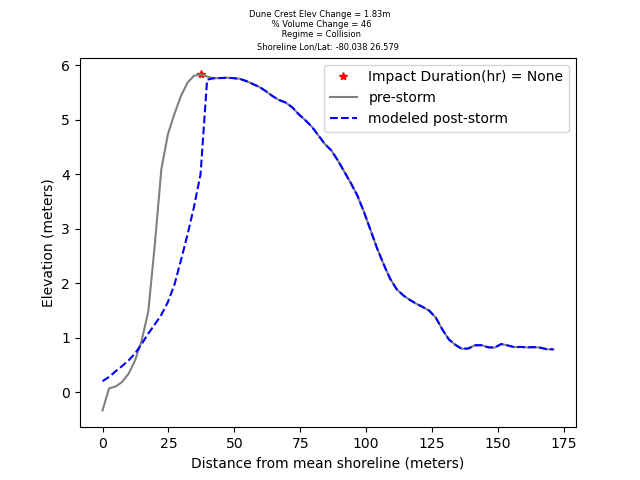 Dune Crest Elev Change = 1.83m
% Volume Change = 46
Regime = Collision
Shoreline Lon/Lat: -80.038 26.579
Impact Duration(hr) = None
pre-storm
modeled post-storm
6
5
4
3
2
1
0
Elevation (meters)
0 25 50 75 100 125 150 175
Distance from mean shoreline (meters)